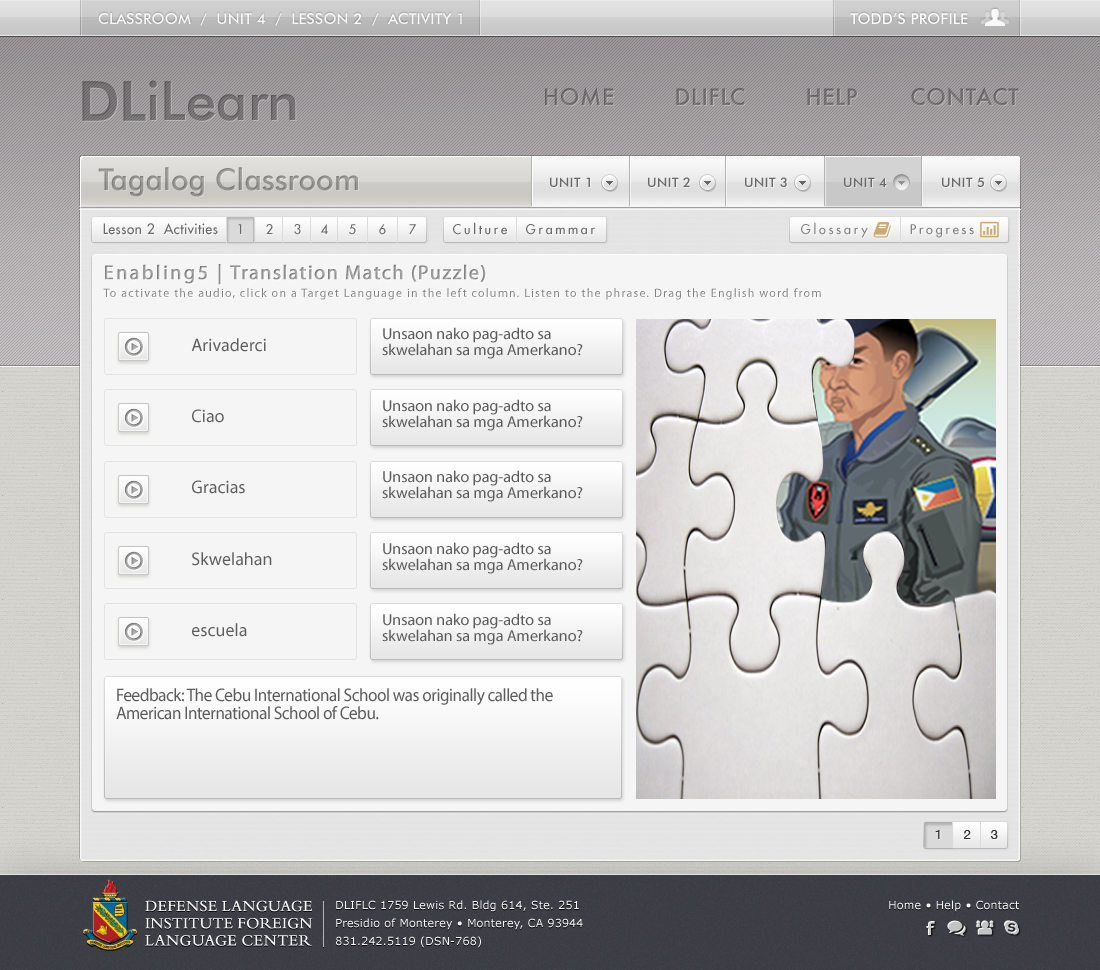 CLASSROOM / UNIT 4 / LESSON 2 / ACTIVITY 1
TODD'S PROFILE
DLiLearn
HOME DLIFLC HELP CONTACT
Tagalog Classroom
UNIT 1 UNIT 2 UNIT 3 UNIT 4 UNIT 5
Lesson 2 Activities 1 2 3 4 5 6 7 Culture Grammar Glossary Progress
Enabling5 | Translation Match (Puzzle)
To activate the audio, click on a Target Language in the left column. Listen to the phrase. Drag the English word from
Arivaderci
Unsaon nako pag-adto sa
skwelahan sa mga Amerkano?
Ciao
Unsaon nako pag-adto sa
skwelahan sa mga Amerkano?
Gracias
Unsaon nako pag-adto sa
skwelahan sa mga Amerkano?
Skwelahan
Unsaon nako pag-adto sa
skwelahan sa mga Amerkano?
escuela
Unsaon nako pag-adto sa
skwelahan sa mga Amerkano?
Feedback: The Cebu International School was originally called the
American International School of Cebu.
1 2 3
DEFENSE LANGUAGE
INSTITUTE FOREIGN
LANGUAGE CENTER
DLIFLC 1759 Lewis Rd. Bldg 614, Ste. 251
Presidio of Monterey • Monterey, CA 93944
831.242.5119 (DSN-768)
Home • Help • Contact